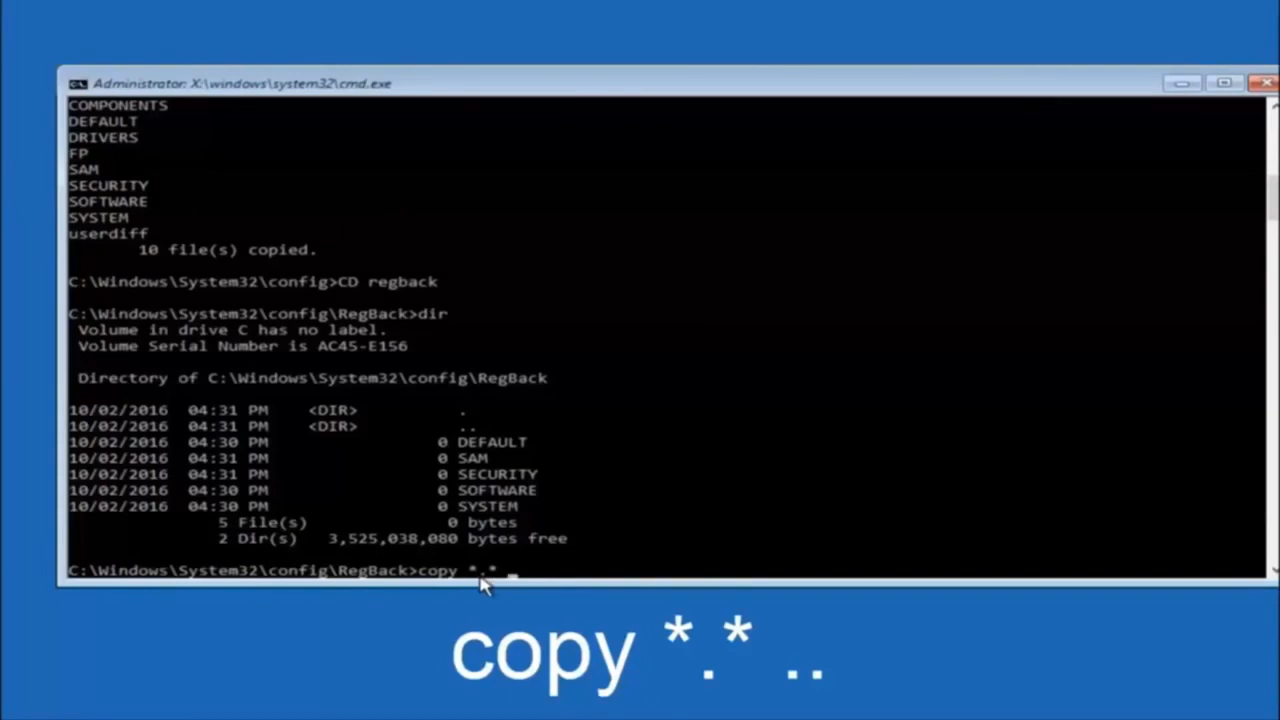 Administrator: X:\windows\system32\cmd.exe
COMPONENTS
DEFAULT
DRIVERS
FP
SAM
SECURITY
SOFTWARE
SYSTEM
userdiff
10 file(s) copied.
C:\Windows\System32\config>CD regback
C:\Windows\System32\config\RegBack>dir
Volume in drive C has no label.
Volume Serial Number is AC45-E156
Directory of C:\Windows\System32\config\RegBack
10/02/2016 04:31 PM <DIR> .
10/02/2016 04:31 PM <DIR> ..
10/02/2016 04:30 PM 0 DEFAULT
10/02/2016 04:31 PM 0 SAM
10/02/2016 04:31 PM 0 SECURITY
10/02/2016 04:30 PM 0 SOFTWARE
10/02/2016 04:30 PM 0 SYSTEM
5 File(s) 0 bytes
2 Dir(s) 3,525,038,080 bytes free
C:\Windows\System32\config\RegBack>copy *.* _
copy *.* ..